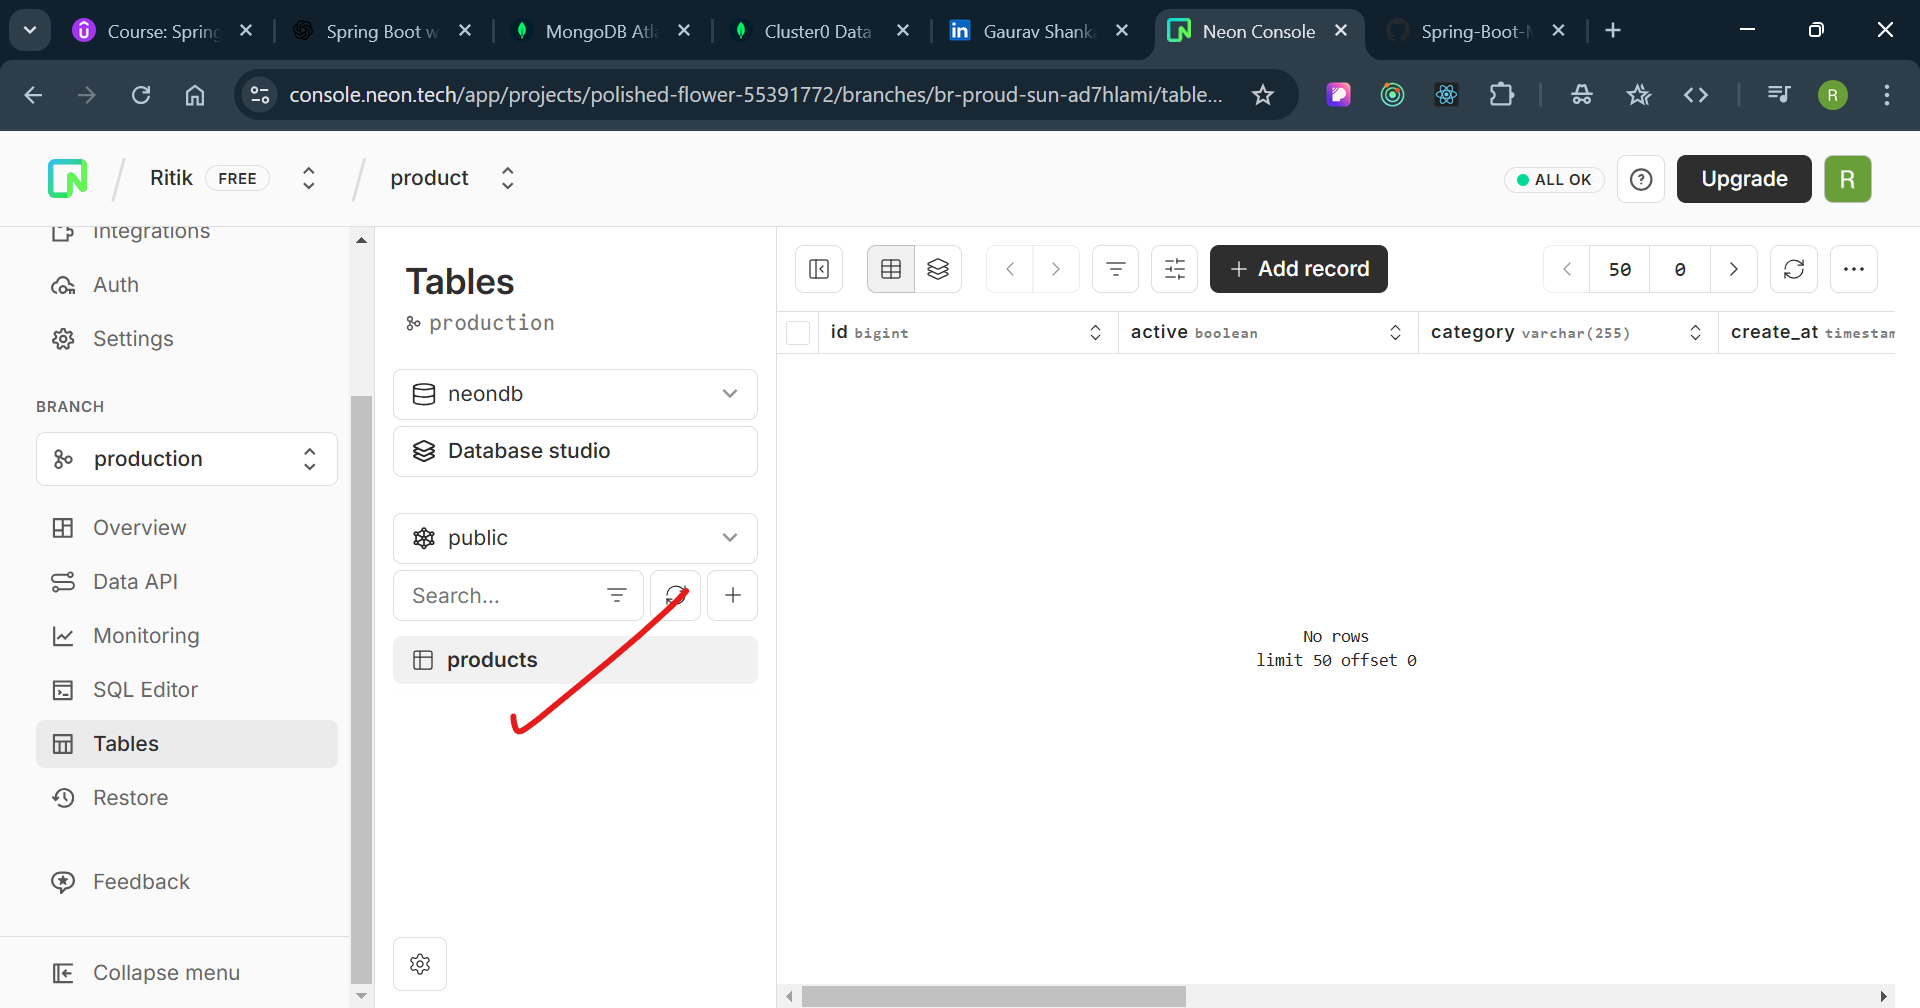 Course: Spring
Spring Boot w
MongoDB Atla
Cluster0 Data
in
Gaurav Shanka
Neon Console
Spring-Boot-M
console.neon.tech/app/projects/polished-flower-55391772/branches/br-proud-sun-ad7hlami/table...
R
Ritik
FREE
product
ALL OK
Upgrade
R
Integrations
Auth
Settings
BRANCH
production
Overview
Data API
Monitoring
SQL Editor
Tables
Restore
Feedback
Collapse menu
Tables
production
neondb
Database studio
public
Search...
products
Add record
50 0
id bigint active boolean category varchar(255) create_at timestam
No rows
limit 50 offset 0